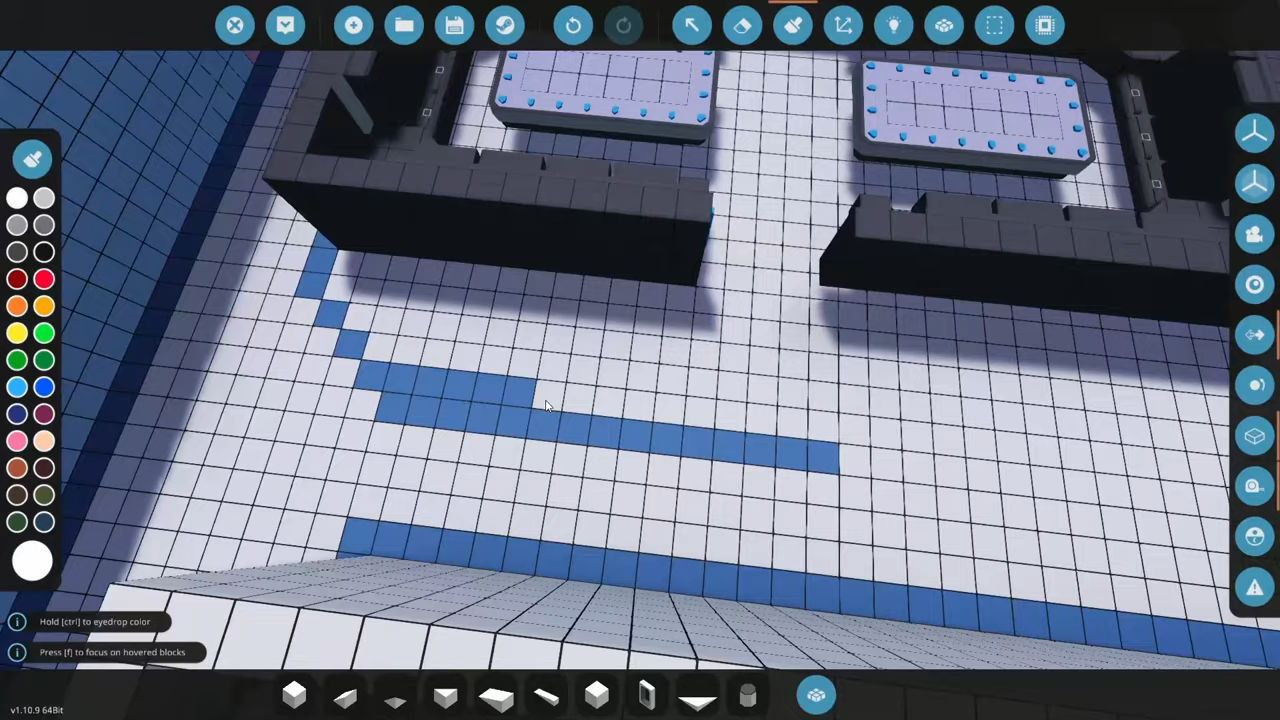 Hold [ctrl] to eyedrop color
Press [f] to focus on hovered blocks
v1.10.9 64Bit